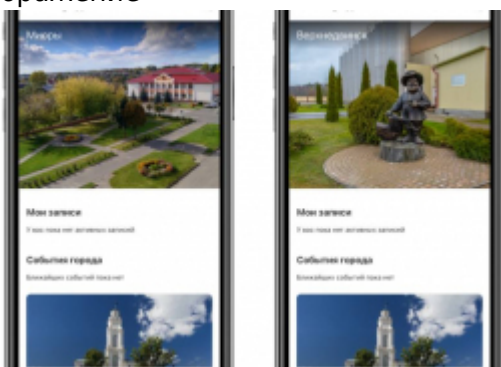 Миоры
Мои записи
У вас пока нет активных записей
События города
Ближайших событий пока нет
Верхнедвинск
Мои записи
У вас пока нет активных записей
События города
Ближайших событий пока нет